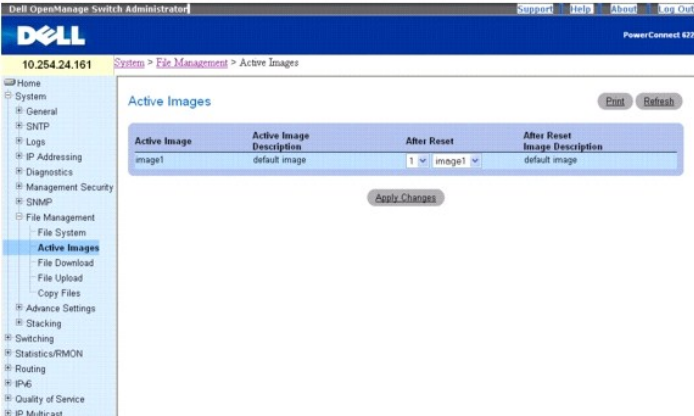 Dell OpenManage Switch Administrator
Support Help About Log Out
DELL
PowerConnect 622
10.254.24.161
System > File Management > Active Images
Home
System
General
SNTP
Logs
IP Addressing
Diagnostics
Management Security
SNMP
File Management
File System
Active Images
File Download
File Upload
Copy Files
Advance Settings
Stacking
Switching
Statistics/RMON
Routing
IPv6
Quality of Service
IP Multicast
Active Images
Print Refresh
Active Image Active Image Description After Reset After Reset Image Description
image1 default image 1 image1 default image
Apply Changes